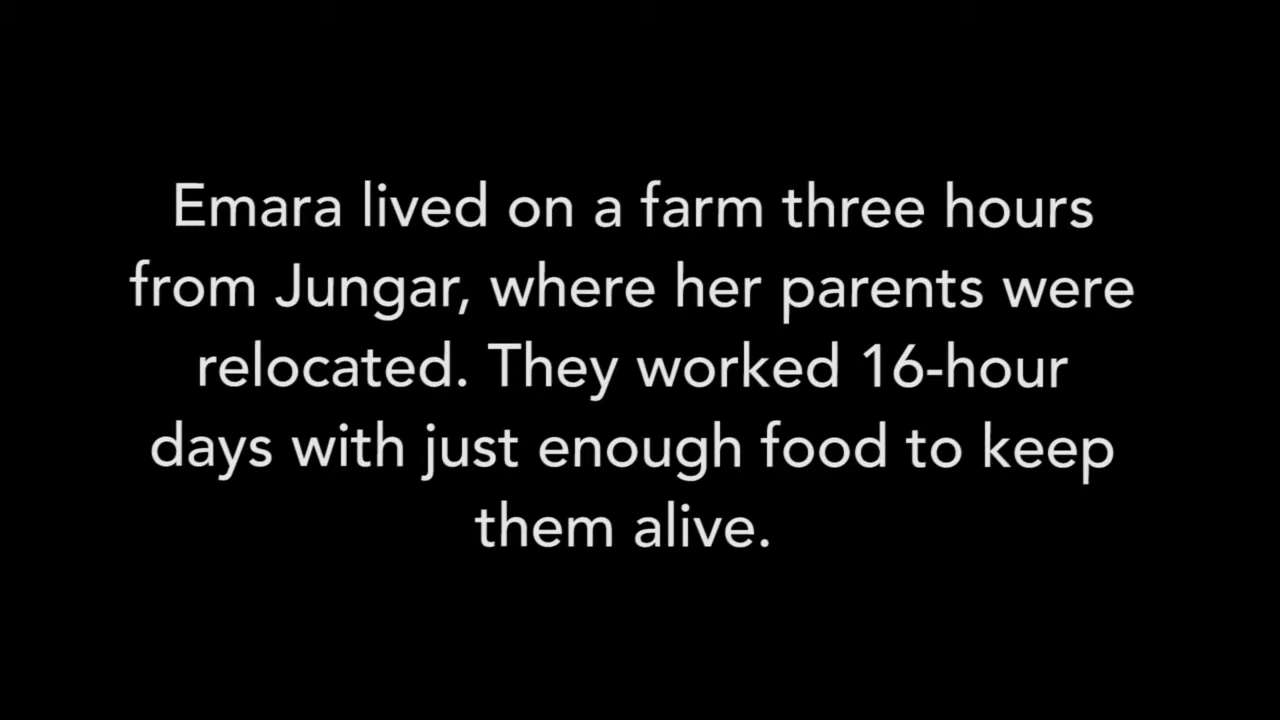 Emara lived on a farm three hours
from Jungar, where her parents were
relocated. They worked 16-hour
days with just enough food to keep
them alive.